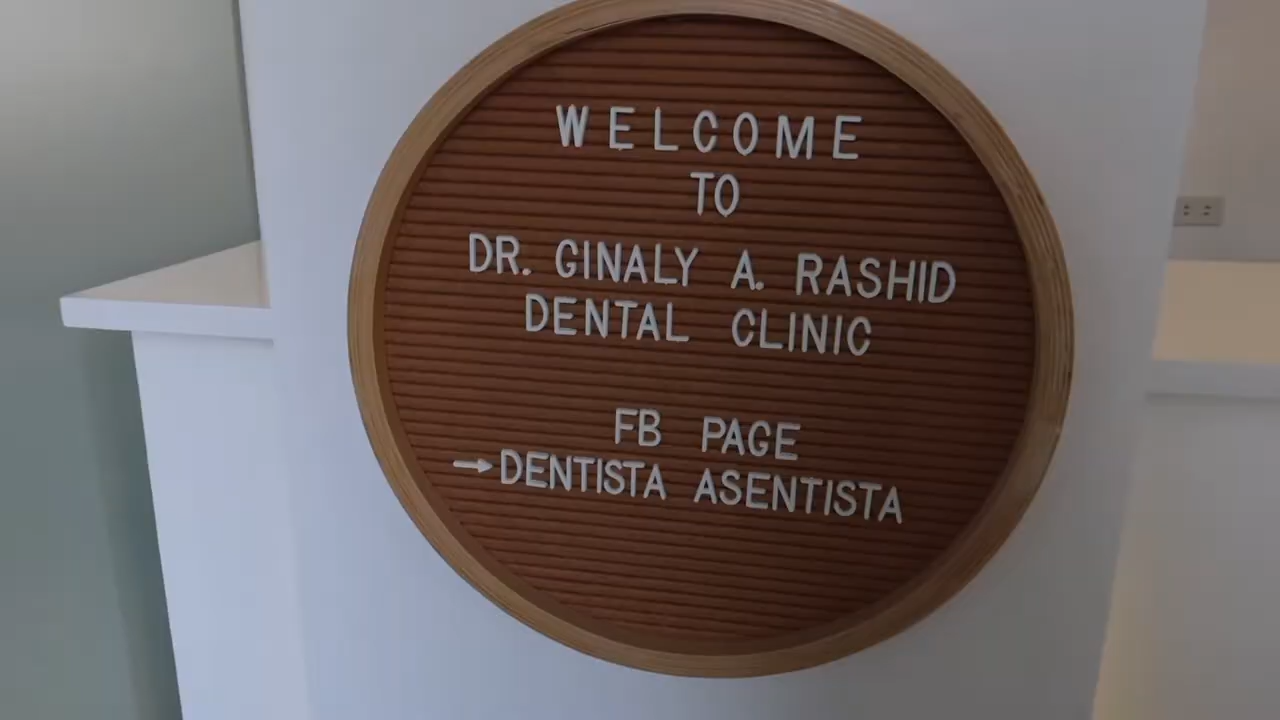 WELCOME
TO
DR. GINALY A. RASHID
DENTAL CLINIC
FB PAGE
→DENTISTA ASENTISTA